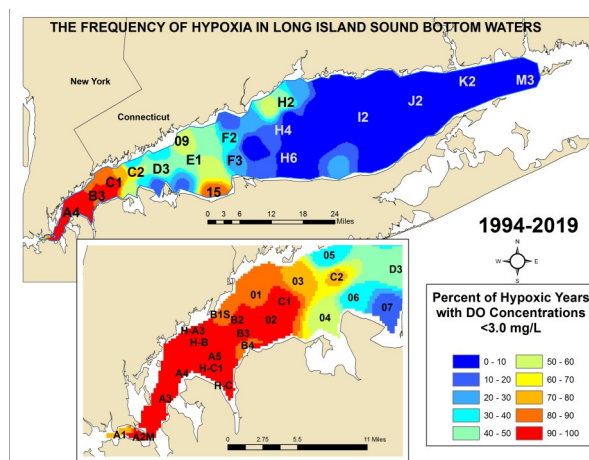 THE FREQUENCY OF HYPOXIA IN LONG ISLAND SOUND BOTTOM WATERS
New York
Connecticut
K2
M3
H2
J2
I2
09
F2
H4
E1
F3
H6
C2
D3
C1
B3
15
A4
0 3 6 12 18 24
Miles
1994-2019
N
W E
S
05
D3
03
C2
01
C1
06
07
B1S
B2
02
04
H-A3
B3
H-B
B4
A5
H-C1
A4
H-C
A3
A1
A2M
0 2.75 5.5 11 Miles
Percent of Hypoxic Years
with DO Concentrations
<3.0 mg/L
0 - 10 50 - 60
10 - 20 60 - 70
20 - 30 70 - 80
30 - 40 80 - 90
40 - 50 90 - 100